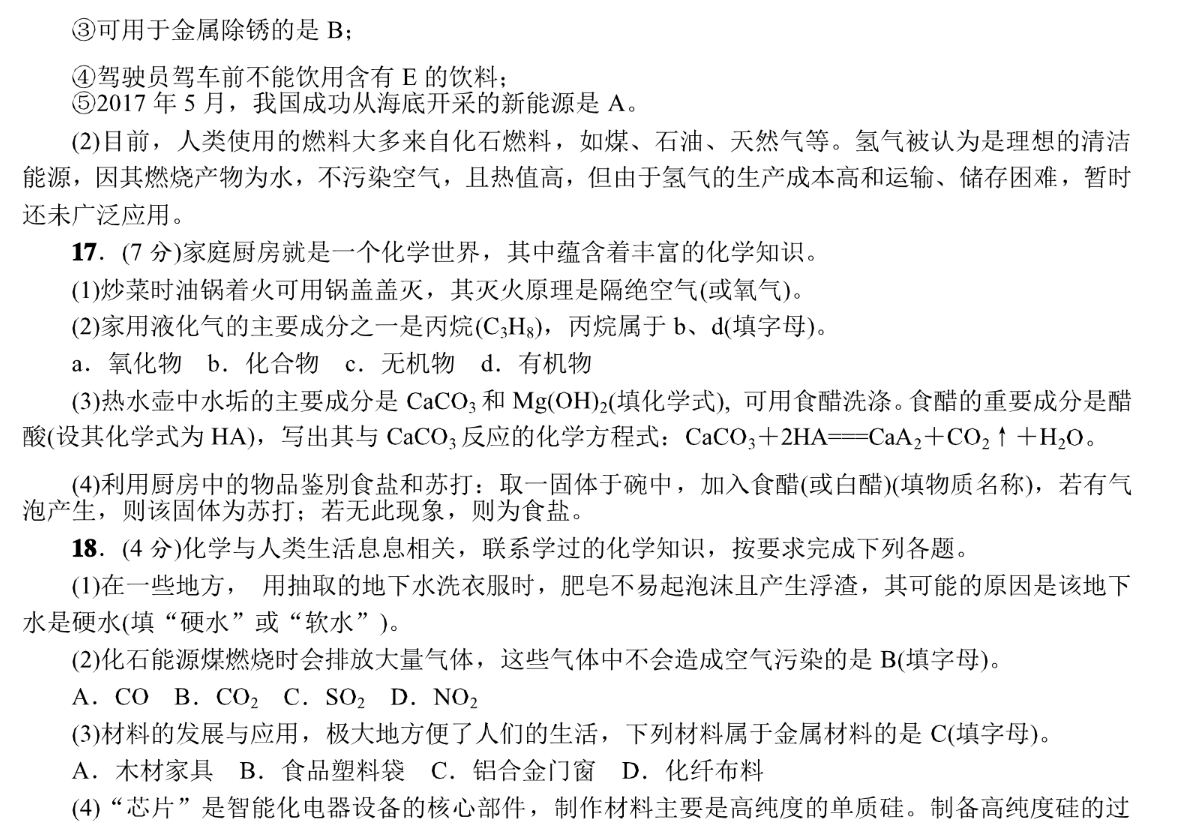 ③可用于金属除锈的是 B；
④驾驶员驾车前不能饮用含有 E 的饮料；
⑤2017 年 5 月，我国成功从海底开采的新能源是 A。
(2)目前，人类使用的燃料大多来自化石燃料，如煤、石油、天然气等。氢气被认为是理想的清洁
能源，因其燃烧产物为水，不污染空气，且热值高，但由于氢气的生产成本高和运输、储存困难，暂时
还未广泛应用。
17．(7 分)家庭厨房就是一个化学世界，其中蕴含着丰富的化学知识。
(1)炒菜时油锅着火可用锅盖盖灭，其灭火原理是隔绝空气(或氧气)。
(2)家用液化气的主要成分之一是丙烷(C₃H₈)，丙烷属于 b、d(填字母)。
a．氧化物 b．化合物 c．无机物 d．有机物
(3)热水壶中水垢的主要成分是 CaCO₃ 和 Mg(OH)₂(填化学式), 可用食醋洗涤。食醋的重要成分是醋
酸(设其化学式为 HA)，写出其与 CaCO₃ 反应的化学方程式：CaCO₃＋2HA===CaA₂＋CO₂↑＋H₂O。
(4)利用厨房中的物品鉴别食盐和苏打：取一固体于碗中，加入食醋(或白醋)(填物质名称)，若有气
泡产生，则该固体为苏打；若无此现象，则为食盐。
18．(4 分)化学与人类生活息息相关，联系学过的化学知识，按要求完成下列各题。
(1)在一些地方， 用抽取的地下水洗衣服时，肥皂不易起泡沫且产生浮渣，其可能的原因是该地下
水是硬水(填“硬水”或“软水”)。
(2)化石能源煤燃烧时会排放大量气体，这些气体中不会造成空气污染的是 B(填字母)。
A．CO B．CO₂ C．SO₂ D．NO₂
(3)材料的发展与应用，极大地方便了人们的生活，下列材料属于金属材料的是 C(填字母)。
A．木材家具 B．食品塑料袋 C．铝合金门窗 D．化纤布料
(4)“芯片”是智能化电器设备的核心部件，制作材料主要是高纯度的单质硅。制备高纯度硅的过